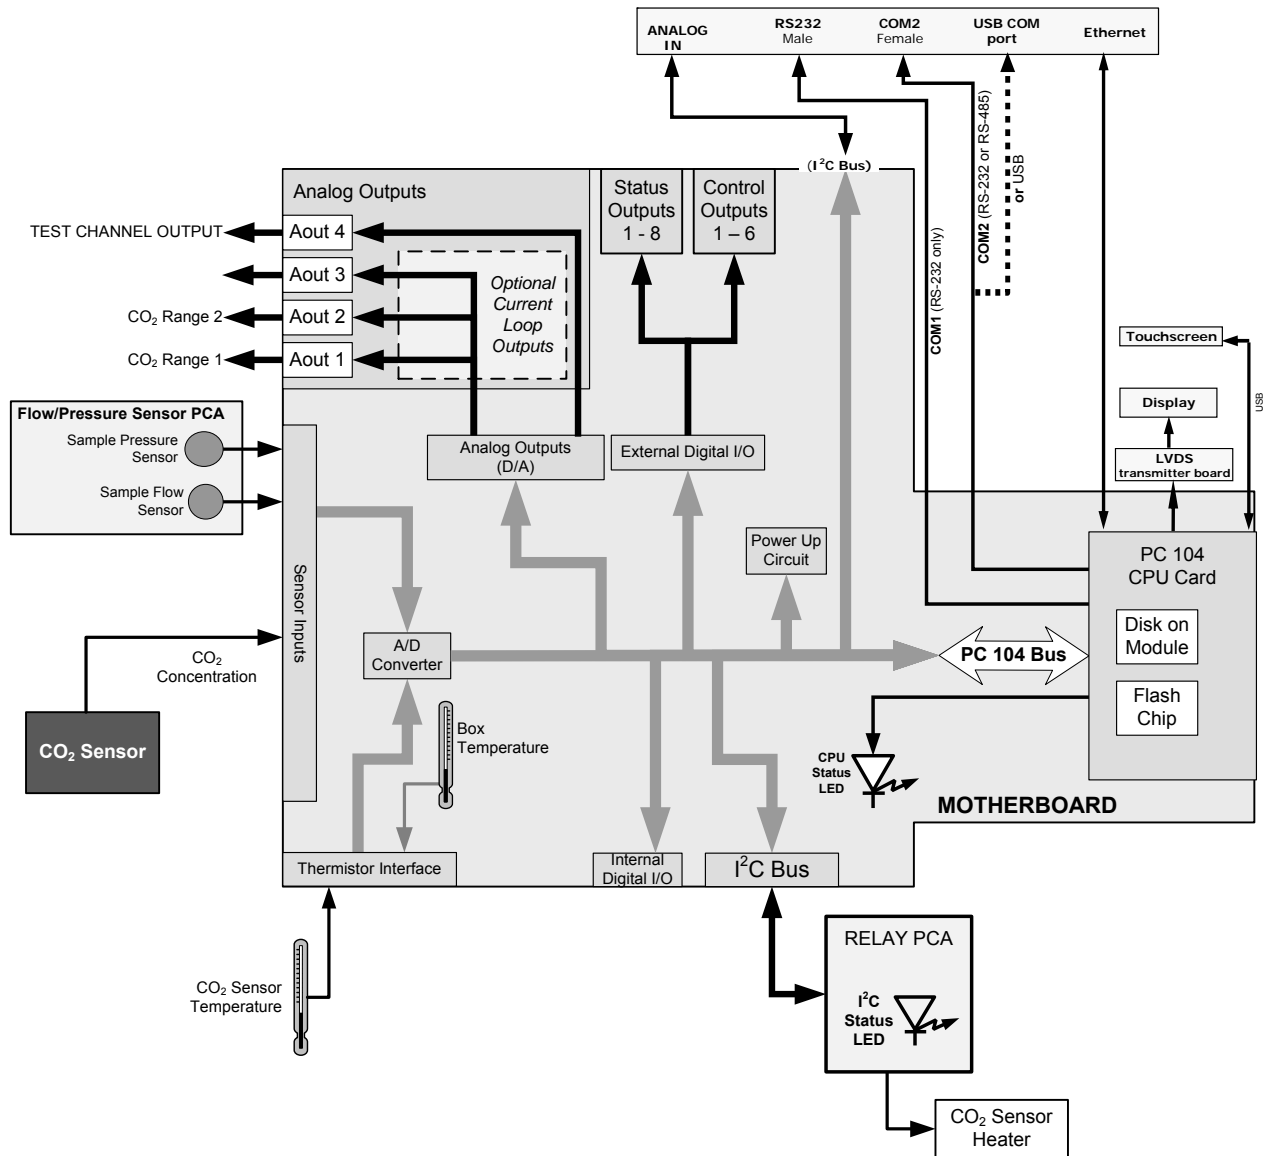 ANALOG
IN
RS232
Male
COM2
Female
USB COM
port
Ethernet
(I²C Bus)
COM1 (RS-232 only)
COM2 (RS-232 or RS-485)
or USB
Analog Outputs
TEST CHANNEL OUTPUT
Aout 4
Aout 3
CO₂ Range 2
Aout 2
CO₂ Range 1
Aout 1
Optional
Current
Loop
Outputs
Status
Outputs
1 - 8
Control
Outputs
1 – 6
Touchscreen
USB
Display
LVDS
transmitter board
Flow/Pressure Sensor PCA
Sample Pressure
Sensor
Sample Flow
Sensor
Analog Outputs
(D/A)
External Digital I/O
Power Up
Circuit
PC 104
CPU Card
Disk on
Module
Flash
Chip
Sensor Inputs
A/D
Converter
PC 104 Bus
CO₂
Concentration
CO₂ Sensor
Box
Temperature
CPU
Status
LED
MOTHERBOARD
Thermistor Interface
Internal
Digital I/O
I²C Bus
CO₂ Sensor
Temperature
RELAY PCA
I²C
Status
LED
CO₂ Sensor
Heater